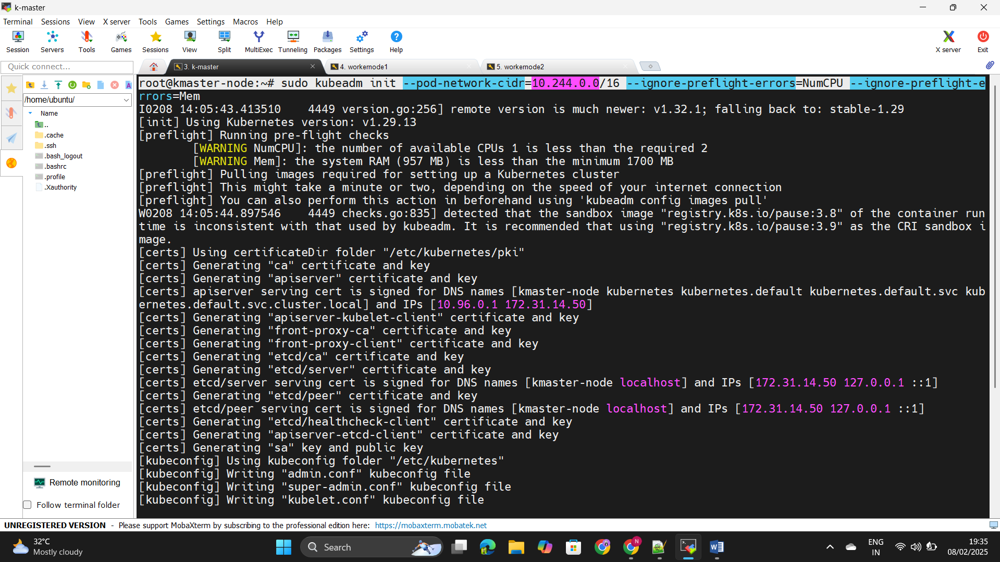 k-master
Terminal Sessions View X server Tools Games Settings Macros Help
Session Servers Tools Games Sessions View Split MultiExec Tunneling Packages Settings Help X server Exit
Quick connect...
3. k-master
4. workernode1
5. workernode2
/home/ubuntu/
Name
..
.cache
.ssh
.bash_logout
.bashrc
.profile
.Xauthority
Remote monitoring
Follow terminal folder
root@kmaster-node:~# sudo kubeadm init --pod-network-cidr=10.244.0.0/16 --ignore-preflight-errors=NumCPU --ignore-preflight-e
rrors=Mem
I0208 14:05:43.413510    4449 version.go:256] remote version is much newer: v1.32.1; falling back to: stable-1.29
[init] Using Kubernetes version: v1.29.13
[preflight] Running pre-flight checks
        [WARNING NumCPU]: the number of available CPUs 1 is less than the required 2
        [WARNING Mem]: the system RAM (957 MB) is less than the minimum 1700 MB
[preflight] Pulling images required for setting up a Kubernetes cluster
[preflight] This might take a minute or two, depending on the speed of your internet connection
[preflight] You can also perform this action in beforehand using 'kubeadm config images pull'
W0208 14:05:44.897546    4449 checks.go:835] detected that the sandbox image "registry.k8s.io/pause:3.8" of the container run
time is inconsistent with that used by kubeadm. It is recommended that using "registry.k8s.io/pause:3.9" as the CRI sandbox i
mage.
[certs] Using certificateDir folder "/etc/kubernetes/pki"
[certs] Generating "ca" certificate and key
[certs] Generating "apiserver" certificate and key
[certs] apiserver serving cert is signed for DNS names [kmaster-node kubernetes kubernetes.default kubernetes.default.svc kub
ernetes.default.svc.cluster.local] and IPs [10.96.0.1 172.31.14.50]
[certs] Generating "apiserver-kubelet-client" certificate and key
[certs] Generating "front-proxy-ca" certificate and key
[certs] Generating "front-proxy-client" certificate and key
[certs] Generating "etcd/ca" certificate and key
[certs] Generating "etcd/server" certificate and key
[certs] etcd/server serving cert is signed for DNS names [kmaster-node localhost] and IPs [172.31.14.50 127.0.0.1 ::1]
[certs] Generating "etcd/peer" certificate and key
[certs] etcd/peer serving cert is signed for DNS names [kmaster-node localhost] and IPs [172.31.14.50 127.0.0.1 ::1]
[certs] Generating "etcd/healthcheck-client" certificate and key
[certs] Generating "apiserver-etcd-client" certificate and key
[certs] Generating "sa" key and public key
[kubeconfig] Using kubeconfig folder "/etc/kubernetes"
[kubeconfig] Writing "admin.conf" kubeconfig file
[kubeconfig] Writing "super-admin.conf" kubeconfig file
[kubeconfig] Writing "kubelet.conf" kubeconfig file
UNREGISTERED VERSION - Please support MobaXterm by subscribing to the professional edition here: https://mobaxterm.mobatek.net
32°C
Mostly cloudy
Search
ENG
IN
19:35
08/02/2025